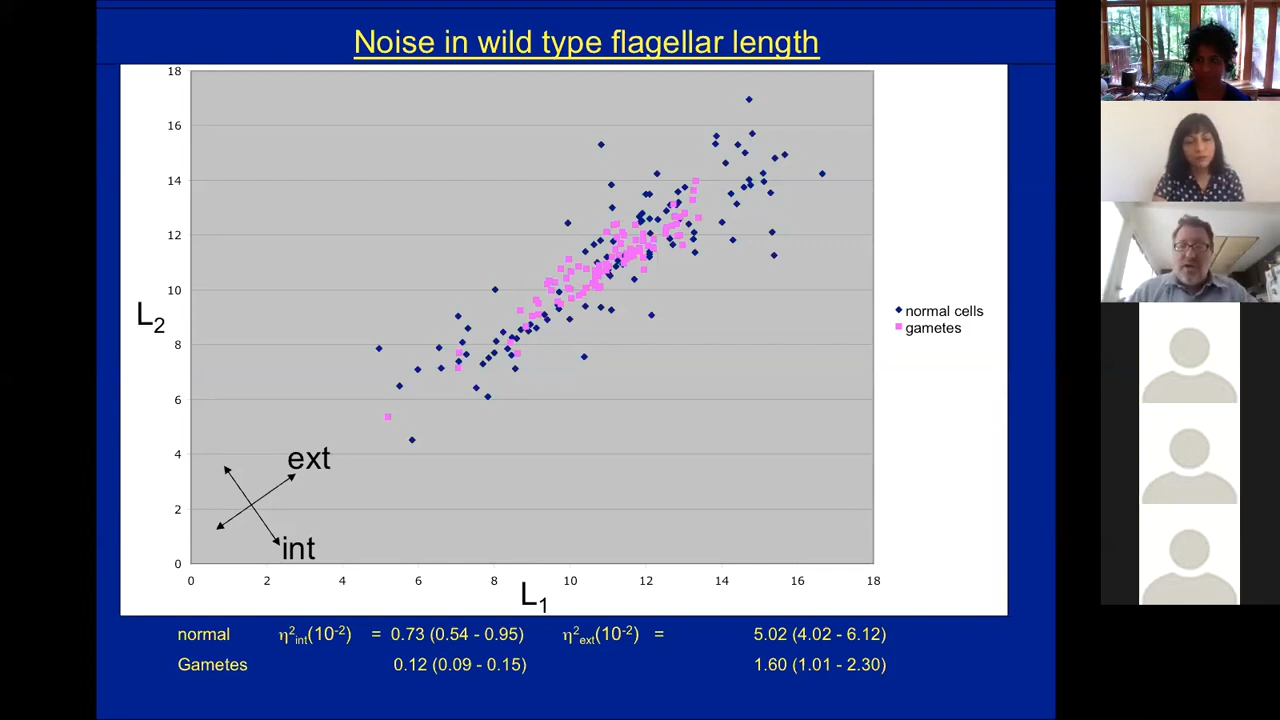 Noise in wild type flagellar length
18
16
14
12
10
8
6
4
2
0
L2
ext
int
0 2 4 6 8 10 12 14 16 18
L1
normal cells
gametes
normal η²int(10⁻²) = 0.73 (0.54 - 0.95) η²ext(10⁻²) = 5.02 (4.02 - 6.12)
Gametes 0.12 (0.09 - 0.15) 1.60 (1.01 - 2.30)